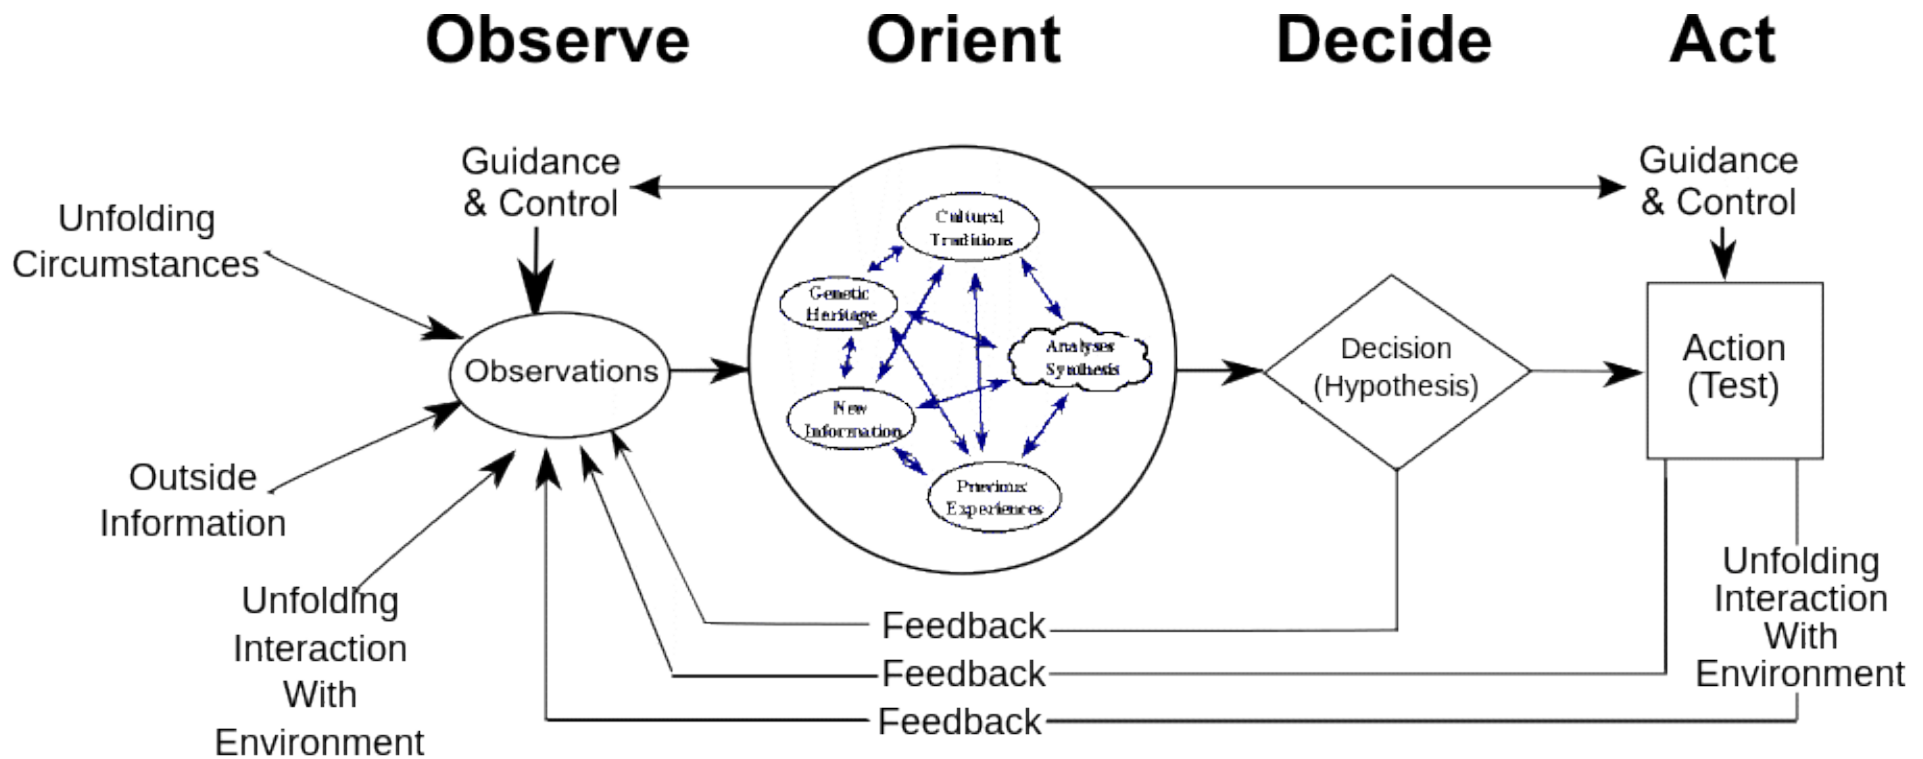 Observe
Orient
Decide
Act
Guidance
& Control
Guidance
& Control
Unfolding
Circumstances
Cultural
Traditions
Genetic
Heritage
Analyses
Synthesis
New
Information
Previous
Experiences
Observations
Decision
(Hypothesis)
Action
(Test)
Outside
Information
Unfolding
Interaction
With
Environment
Unfolding
Interaction
With
Environment
Feedback
Feedback
Feedback